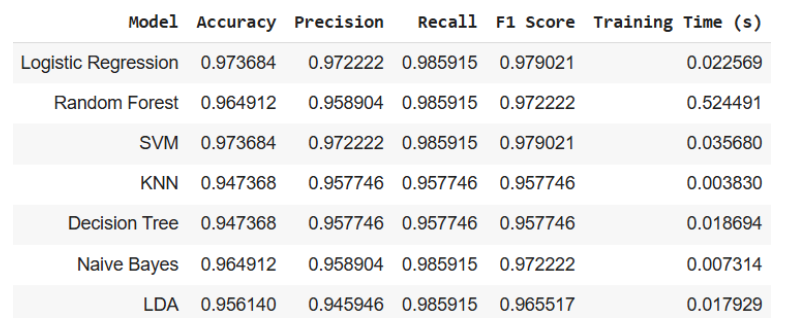 Model Accuracy Precision Recall F1 Score Training Time (s)
Logistic Regression 0.973684 0.972222 0.985915 0.979021 0.022569
Random Forest 0.964912 0.958904 0.985915 0.972222 0.524491
SVM 0.973684 0.972222 0.985915 0.979021 0.035680
KNN 0.947368 0.957746 0.957746 0.957746 0.003830
Decision Tree 0.947368 0.957746 0.957746 0.957746 0.018694
Naive Bayes 0.964912 0.958904 0.985915 0.972222 0.007314
LDA 0.956140 0.945946 0.985915 0.965517 0.017929